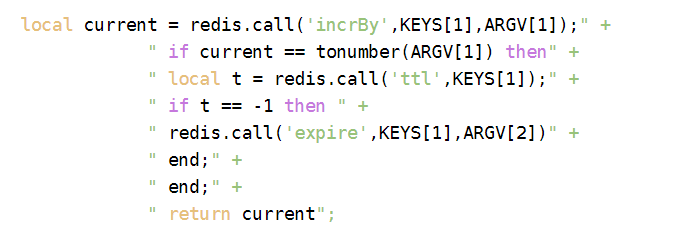 local current = redis.call('incrBy',KEYS[1],ARGV[1]);" +
" if current == tonumber(ARGV[1]) then" +
" local t = redis.call('ttl',KEYS[1]);" +
" if t == -1 then " +
" redis.call('expire',KEYS[1],ARGV[2])" +
" end;" +
" end;" +
" return current";